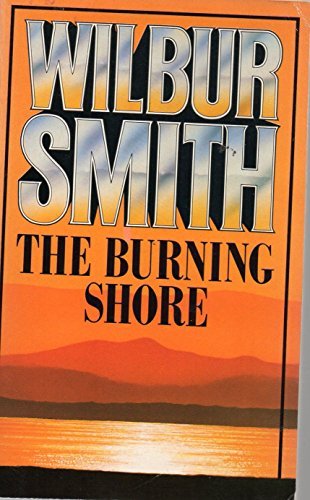 WILBUR
SMITH
THE BURNING
SHORE